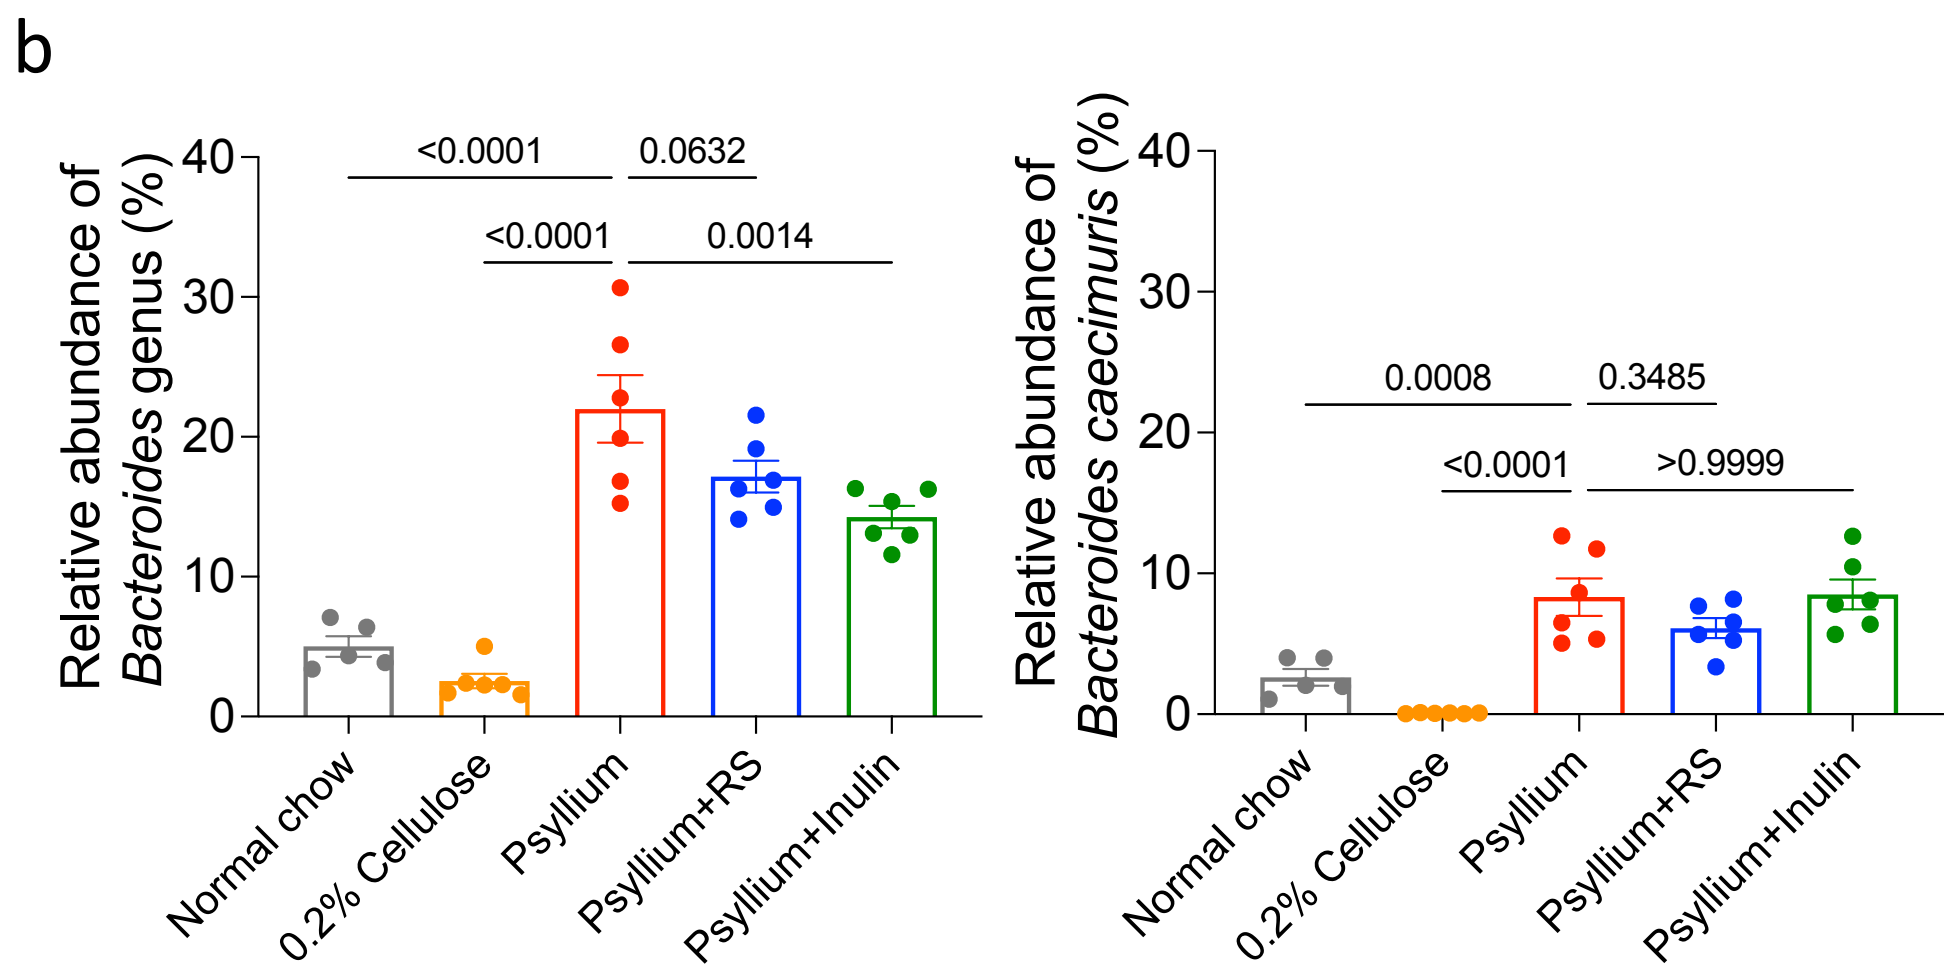 b
Relative abundance of
Bacteroides genus (%)
40
30
20
10
0
<0.0001
0.0632
<0.0001
0.0014
Normal chow
0.2% Cellulose
Psyllium
Psyllium+RS
Psyllium+Inulin
Relative abundance of
Bacteroides caecimuris (%)
40
30
20
10
0
0.0008
0.3485
<0.0001
>0.9999
Normal chow
0.2% Cellulose
Psyllium
Psyllium+RS
Psyllium+Inulin